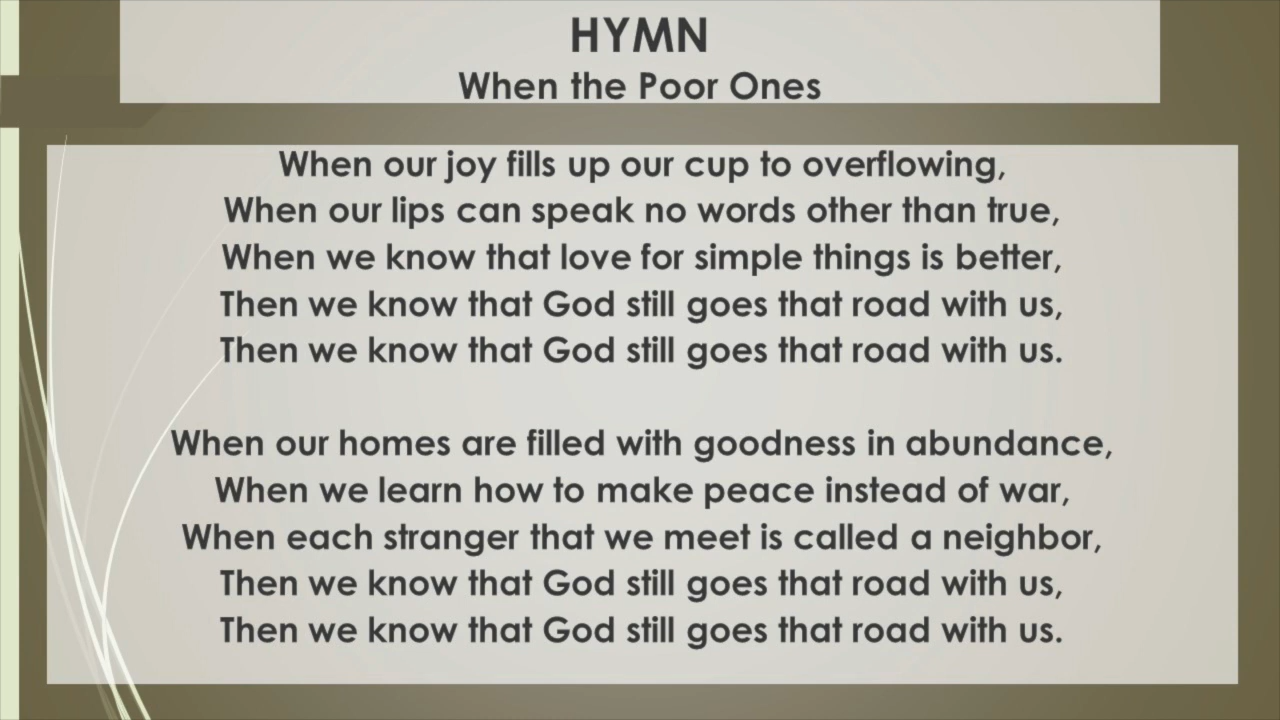 HYMN
When the Poor Ones
When our joy fills up our cup to overflowing,
When our lips can speak no words other than true,
When we know that love for simple things is better,
Then we know that God still goes that road with us,
Then we know that God still goes that road with us.
When our homes are filled with goodness in abundance,
When we learn how to make peace instead of war,
When each stranger that we meet is called a neighbor,
Then we know that God still goes that road with us,
Then we know that God still goes that road with us.